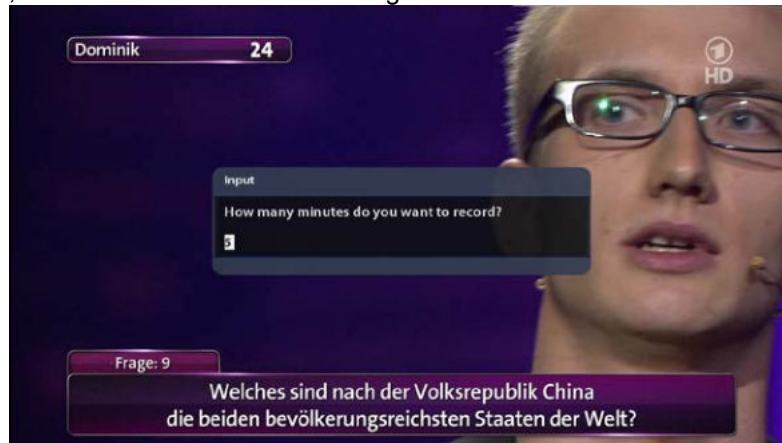 Dominik 24
1
HD
Input
How many minutes do you want to record?
5
Frage: 9
Welches sind nach der Volksrepublik China
die beiden bevölkerungsreichsten Staaten der Welt?